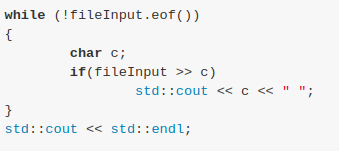 while (!fileInput.eof())
{
        char c;
        if(fileInput >> c)
                std::cout << c << " ";
}
std::cout << std::endl;